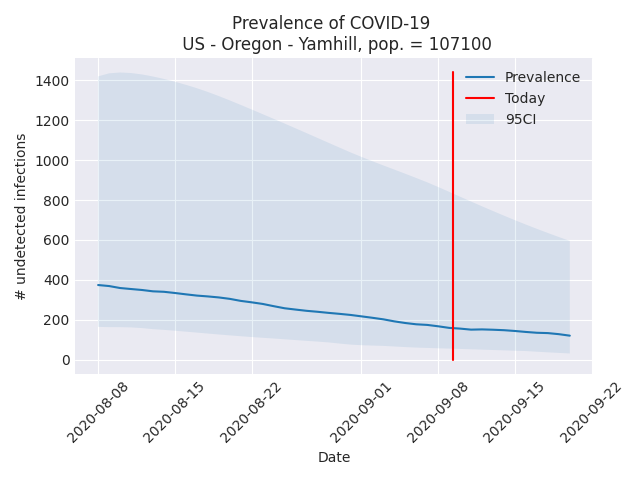 Prevalence of COVID-19
US - Oregon - Yamhill, pop. = 107100
Prevalence
Today
95CI
# undetected infections
1400
1200
1000
800
600
400
200
0
2020-08-08
2020-08-15
2020-08-22
2020-09-01
2020-09-08
2020-09-15
2020-09-22
Date